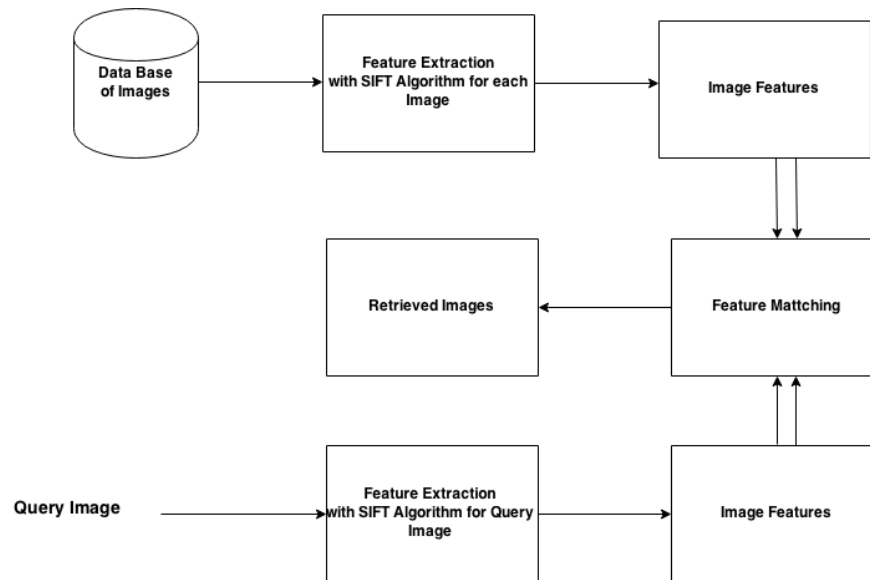 Data Base
of Images
Feature Extraction
with SIFT Algorithm for each
Image
Image Features
Retrieved Images
Feature Mattching
Query Image
Feature Extraction
with SIFT Algorithm for Query
Image
Image Features